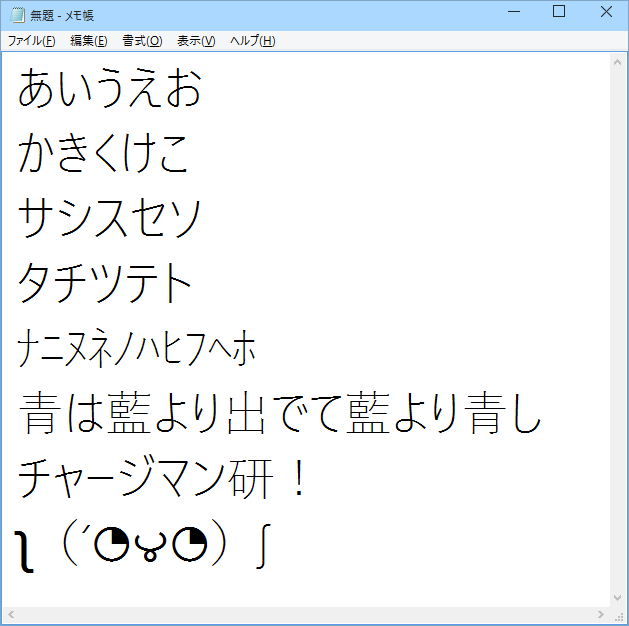 無題 - メモ帳
ファイル(F) 編集(E) 書式(O) 表示(V) ヘルプ(H)
あいうえお
かきくけこ
サシスセソ
タチツテト
ﾅﾆﾇﾈﾉﾊﾋﾌﾍﾎ
青は藍より出でて藍より青し
チャージマン研！
ʅ（´◔౪◔）ʃ